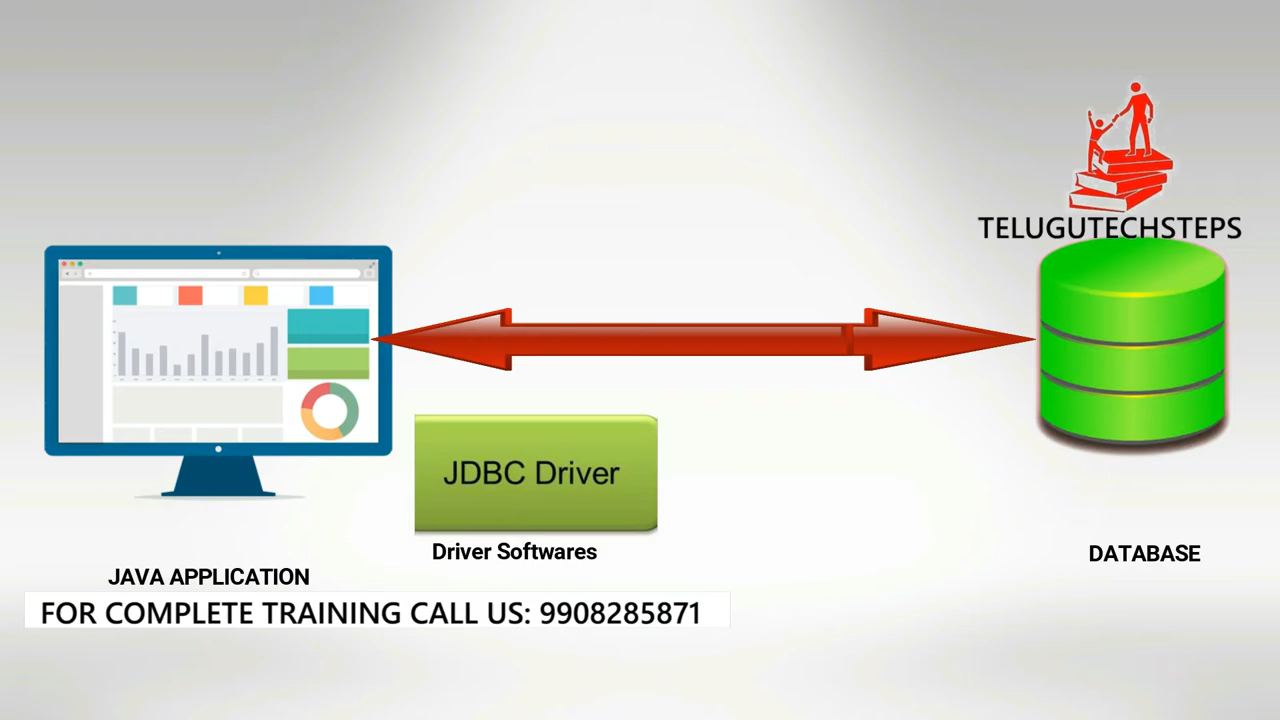 TELUGUTECHSTEPS
JDBC Driver
Driver Softwares
DATABASE
JAVA APPLICATION
FOR COMPLETE TRAINING CALL US: 9908285871